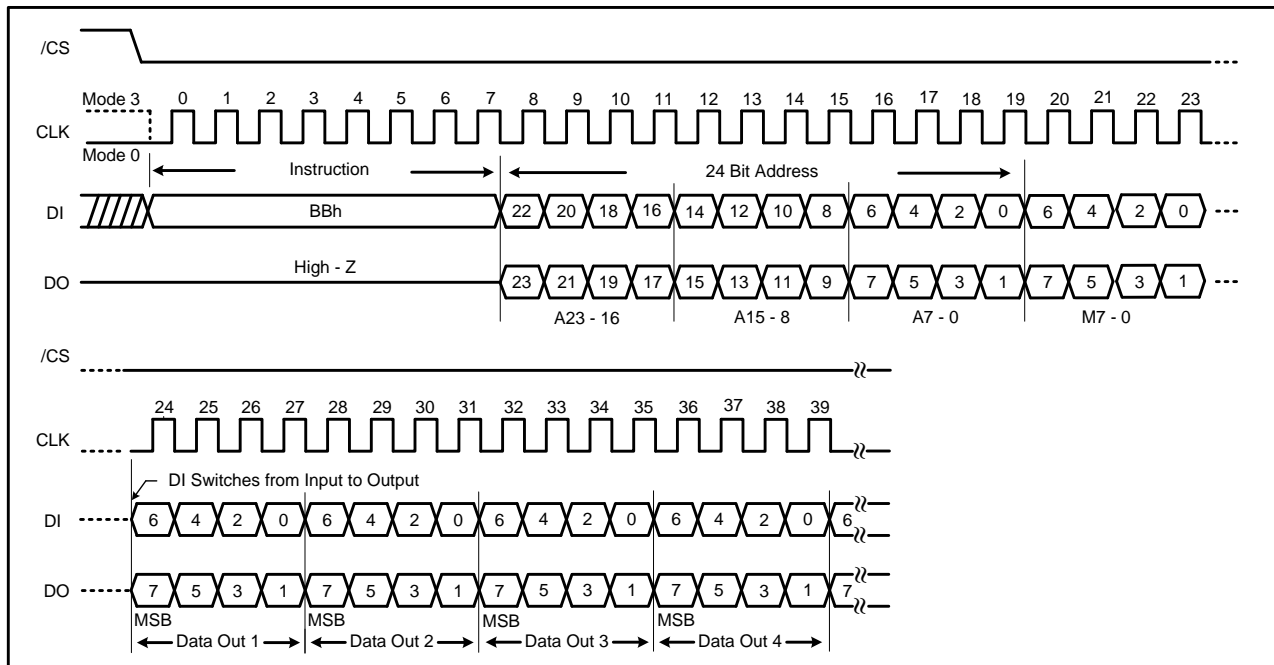 /CS
Mode 3 0 1 2 3 4 5 6 7 8 9 10 11 12 13 14 15 16 17 18 19 20 21 22 23
CLK
Mode 0
Instruction 24 Bit Address
DI BBh 22 20 18 16 14 12 10 8 6 4 2 0 6 4 2 0
High - Z
DO 23 21 19 17 15 13 11 9 7 5 3 1 7 5 3 1
A23 - 16 A15 - 8 A7 - 0 M7 - 0
/CS
24 25 26 27 28 29 30 31 32 33 34 35 36 37 38 39
CLK
DI Switches from Input to Output
DI 6 4 2 0 6 4 2 0 6 4 2 0 6 4 2 0 6
DO 7 5 3 1 7 5 3 1 7 5 3 1 7 5 3 1 7
MSB MSB MSB MSB
Data Out 1 Data Out 2 Data Out 3 Data Out 4